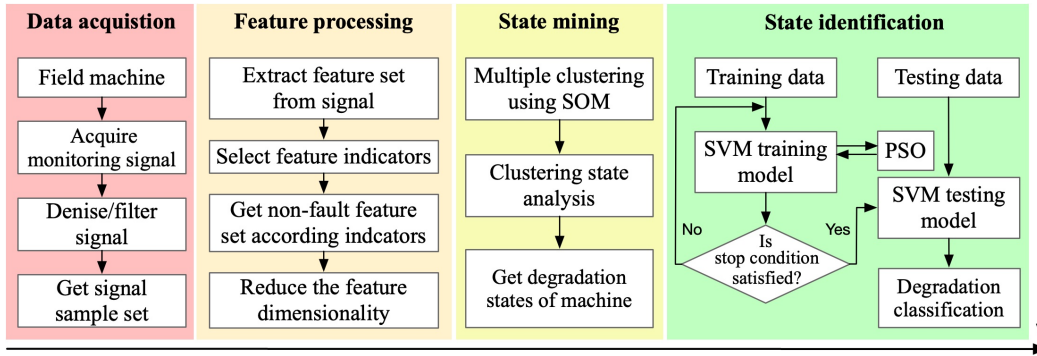 Data acquistion
Field machine
Acquire
monitoring signal
Denise/filter
signal
Get signal
sample set
Feature processing
Extract feature set
from signal
Select feature indicators
Get non-fault feature
set according indcators
Reduce the feature
dimensionality
State mining
Multiple clustering
using SOM
Clustering state
analysis
Get degradation
states of machine
State identification
Training data
Testing data
SVM training
model
PSO
SVM testing
model
No
Is
stop condition
satisfied?
Yes
Degradation
classification